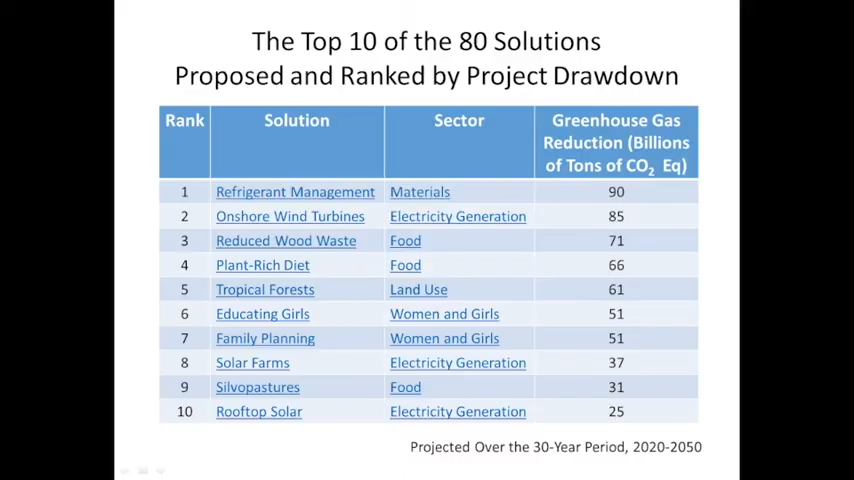 The Top 10 of the 80 Solutions
Proposed and Ranked by Project Drawdown
Rank Solution Sector Greenhouse Gas
Reduction (Billions
of Tons of CO2 Eq)
1 Refrigerant Management Materials 90
2 Onshore Wind Turbines Electricity Generation 85
3 Reduced Wood Waste Food 71
4 Plant-Rich Diet Food 66
5 Tropical Forests Land Use 61
6 Educating Girls Women and Girls 51
7 Family Planning Women and Girls 51
8 Solar Farms Electricity Generation 37
9 Silvopastures Food 31
10 Rooftop Solar Electricity Generation 25
Projected Over the 30-Year Period, 2020-2050